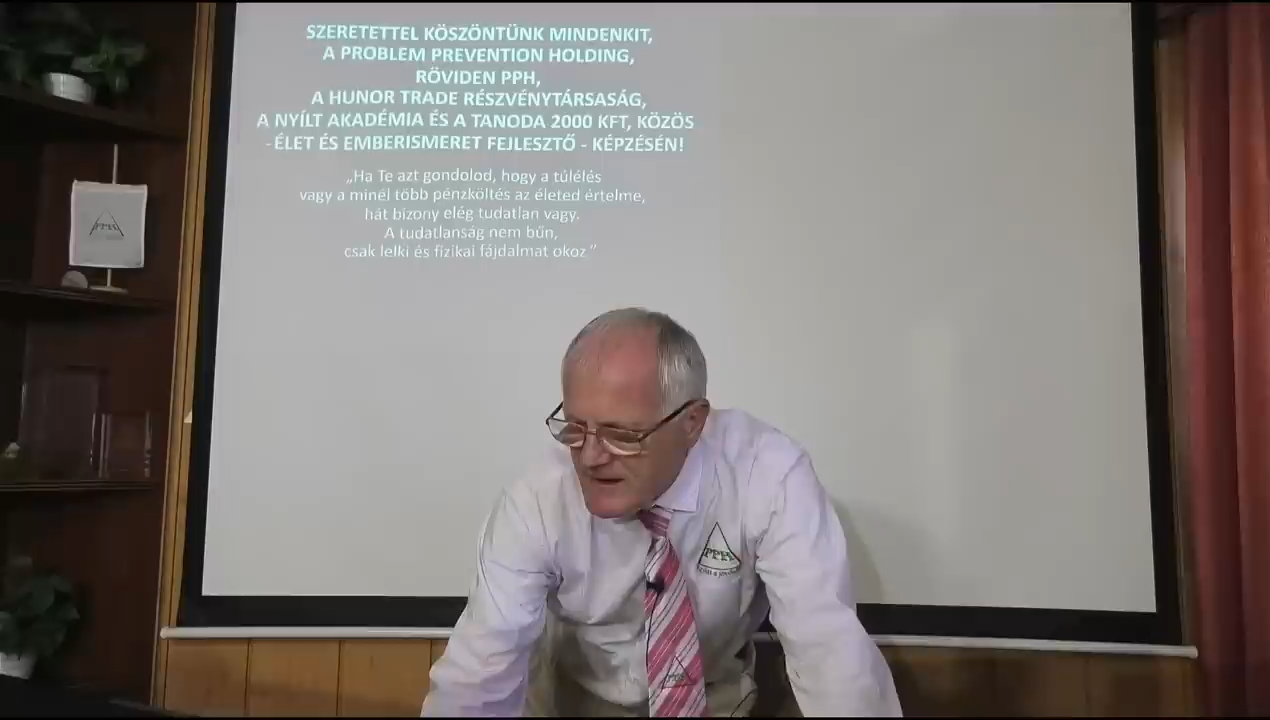 SZERETETTEL KÖSZÖNTÜNK MINDENKIT,
A PROBLEM PREVENTION HOLDING,
RÖVIDEN PPH,
A HUNOR TRADE RÉSZVÉNYTÁRSASÁG,
A NYÍLT AKADÉMIA ÉS A TANODA 2000 KFT, KÖZÖS
-ÉLET ÉS EMBERISMERET FEJLESZTŐ - KÉPZÉSÉN!
„Ha Te azt gondolod, hogy a túlélés
vagy a minél több pénzköltés az életed értelme,
hát bizony elég tudatlan vagy.
A tudatlanság nem bűn,
csak lelki és fizikai fájdalmat okoz."
PPH
PPH
PPH